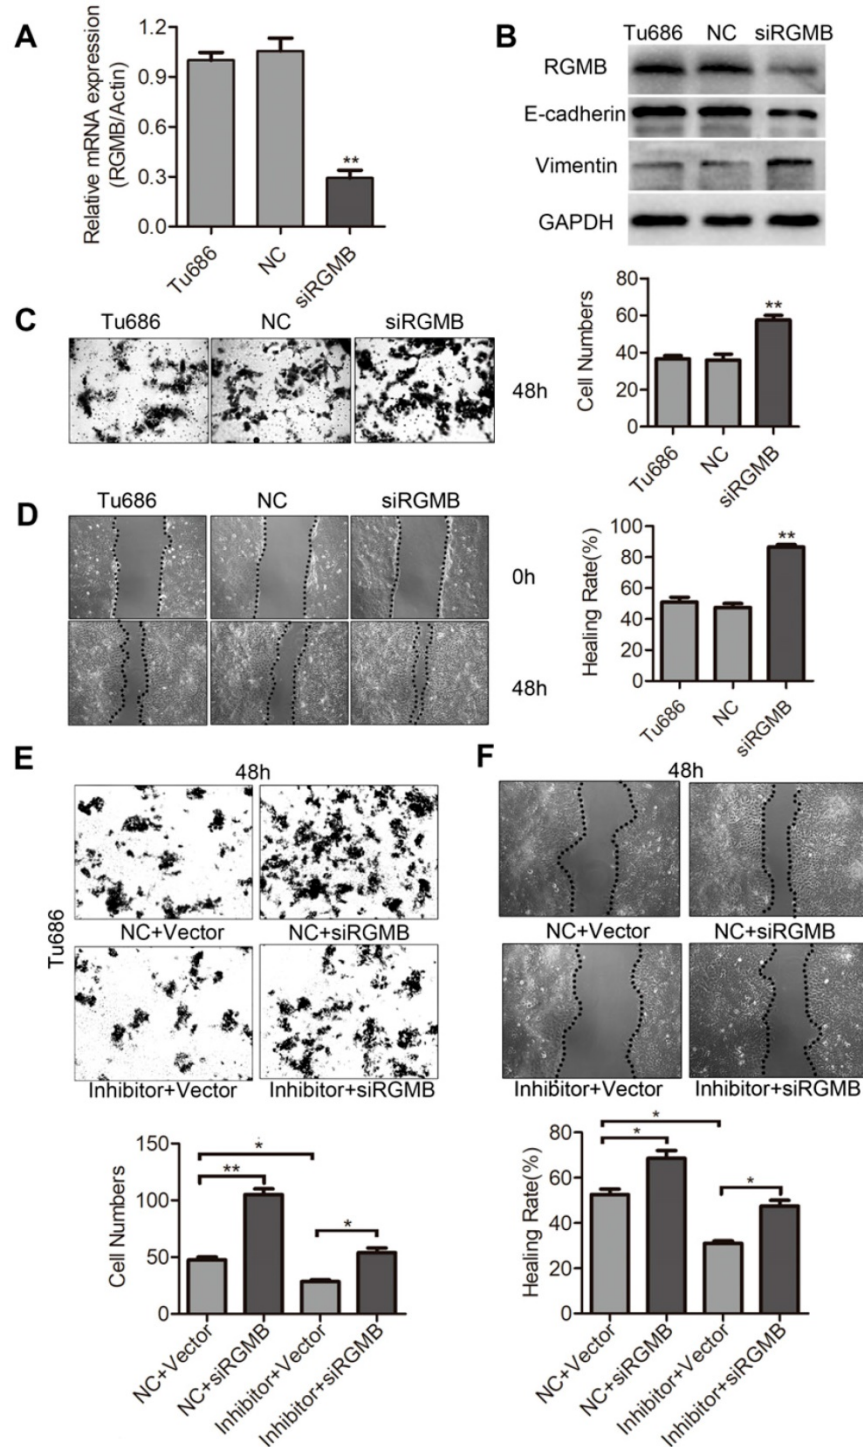 A
Relative mRNA expression
(RGMB/Actin)
1.2
0.9
0.6
0.3
0.0
**
Tu686
NC
siRGMB
B
Tu686 NC siRGMB
RGMB
E-cadherin
Vimentin
GAPDH
C
Tu686 NC siRGMB
48h
Cell Numbers
80
60
40
20
0
**
Tu686
NC
siRGMB
D
Tu686 NC siRGMB
0h
48h
Healing Rate(%)
100
80
60
40
20
0
**
Tu686
NC
siRGMB
E
48h
Tu686
NC+Vector NC+siRGMB
Inhibitor+Vector Inhibitor+siRGMB
Cell Numbers
150
100
50
0
*
**
*
NC+Vector
NC+siRGMB
Inhibitor+Vector
Inhibitor+siRGMB
F
48h
NC+Vector NC+siRGMB
Inhibitor+Vector Inhibitor+siRGMB
Healing Rate(%)
80
60
40
20
0
*
*
*
NC+Vector
NC+siRGMB
Inhibitor+Vector
Inhibitor+siRGMB